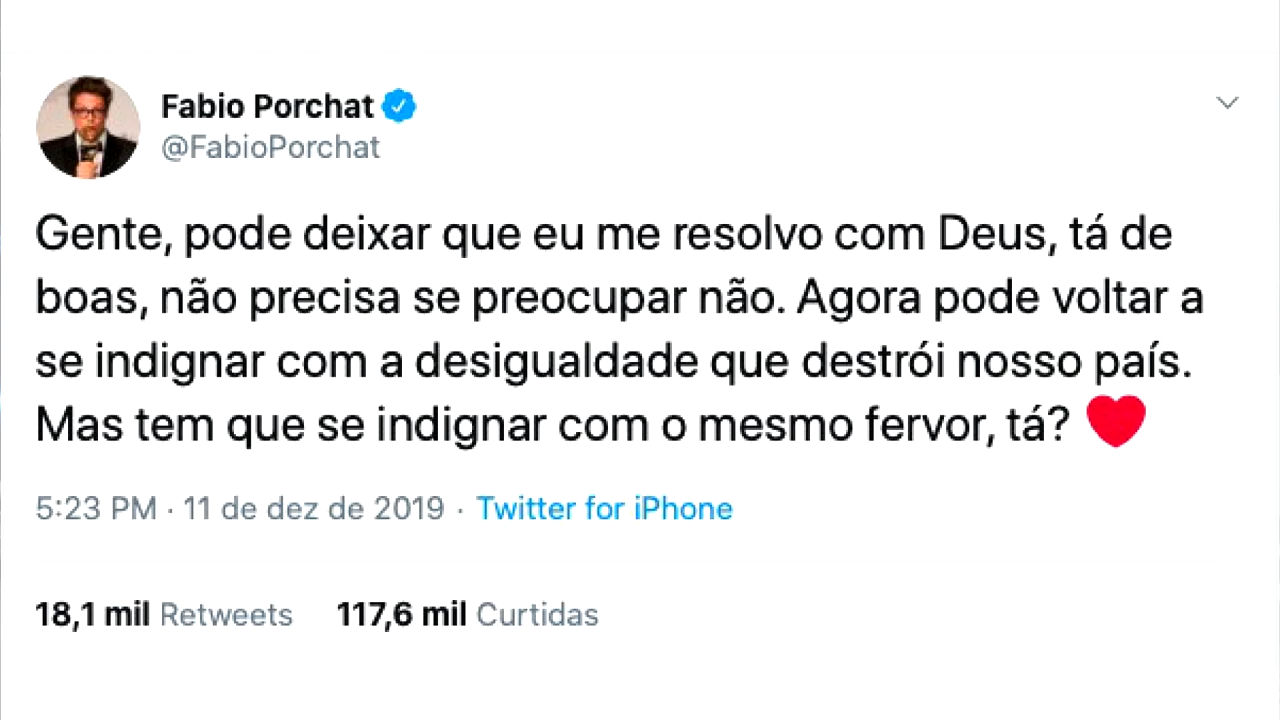 Fabio Porchat
@FabioPorchat
Gente, pode deixar que eu me resolvo com Deus, tá de
boas, não precisa se preocupar não. Agora pode voltar a
se indignar com a desigualdade que destrói nosso país.
Mas tem que se indignar com o mesmo fervor, tá? ❤️
5:23 PM · 11 de dez de 2019 · Twitter for iPhone
18,1 mil Retweets 117,6 mil Curtidas